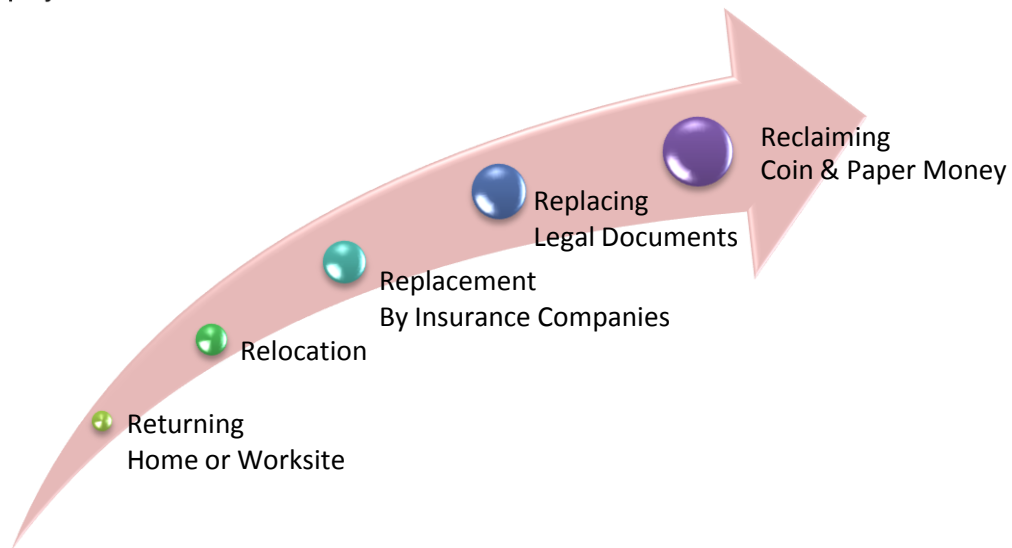 Reclaiming
Coin & Paper Money
Replacing
Legal Documents
Replacement
By Insurance Companies
Relocation
Returning
Home or Worksite